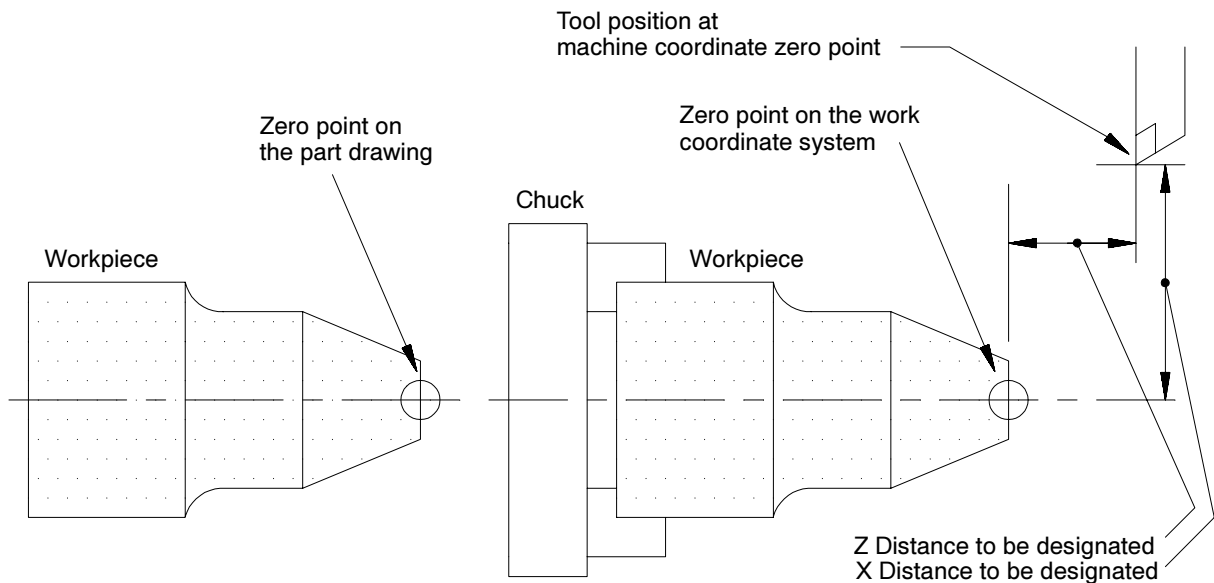 Tool position at
machine coordinate zero point
Zero point on
the part drawing
Zero point on the work
coordinate system
Chuck
Workpiece
Workpiece
Z Distance to be designated
X Distance to be designated